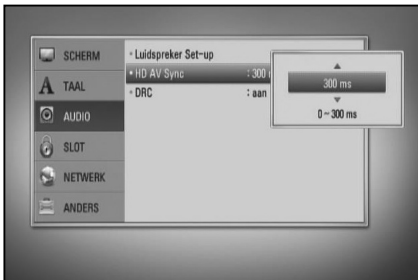 SCHERM
TAAL
AUDIO
SLOT
NETWERK
ANDERS
Luidspreker Set-up
HD AV Sync : 300
DRC : aan
300 ms
0 ~ 300 ms